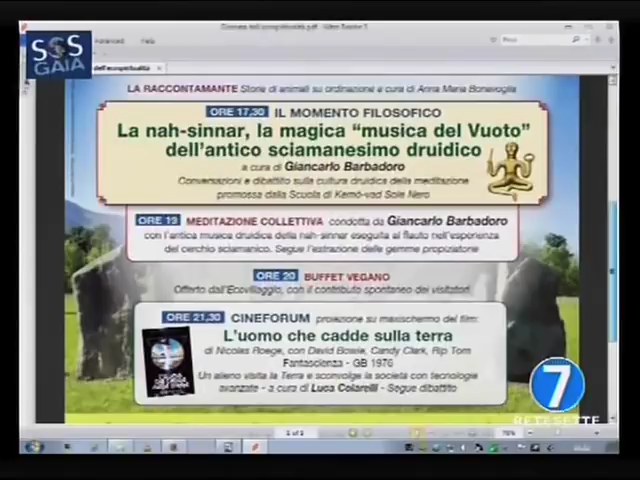 SOS
GAIA
LA RACCONTAMANTE Storie di animali su ordinazione a cura di Anna Maria Bonavoglia
ORE 17,30 IL MOMENTO FILOSOFICO
La nah-sinnar, la magica “musica del Vuoto”
dell'antico sciamanesimo druidico
a cura di Giancarlo Barbadoro
Conversazioni e dibattito sulla cultura druidica della meditazione
promossa dalla Scuola di Kemò-vad Sole Nero
ORE 19 MEDITAZIONE COLLETTIVA condotta da Giancarlo Barbadoro
con l'antica musica druidica della nah-sinnar eseguita al flauto nell'esperienza
del cerchio sciamanico. Segue l'estrazione delle gemme propiziatorie
ORE 20 BUFFET VEGANO
Offerto dall'Ecovillaggio, con il contributo spontaneo dei visitatori
ORE 21,30 CINEFORUM proiezione su maxischermo del film:
L'uomo che cadde sulla terra
di Nicolas Roege, con David Bowie, Candy Clark, Rip Torn
Fantascienza - GB 1976
Un alieno visita la Terra e sconvolge la società con tecnologie
avanzate - a cura di Luca Colarelli - Segue dibattito
7
RETESETTE